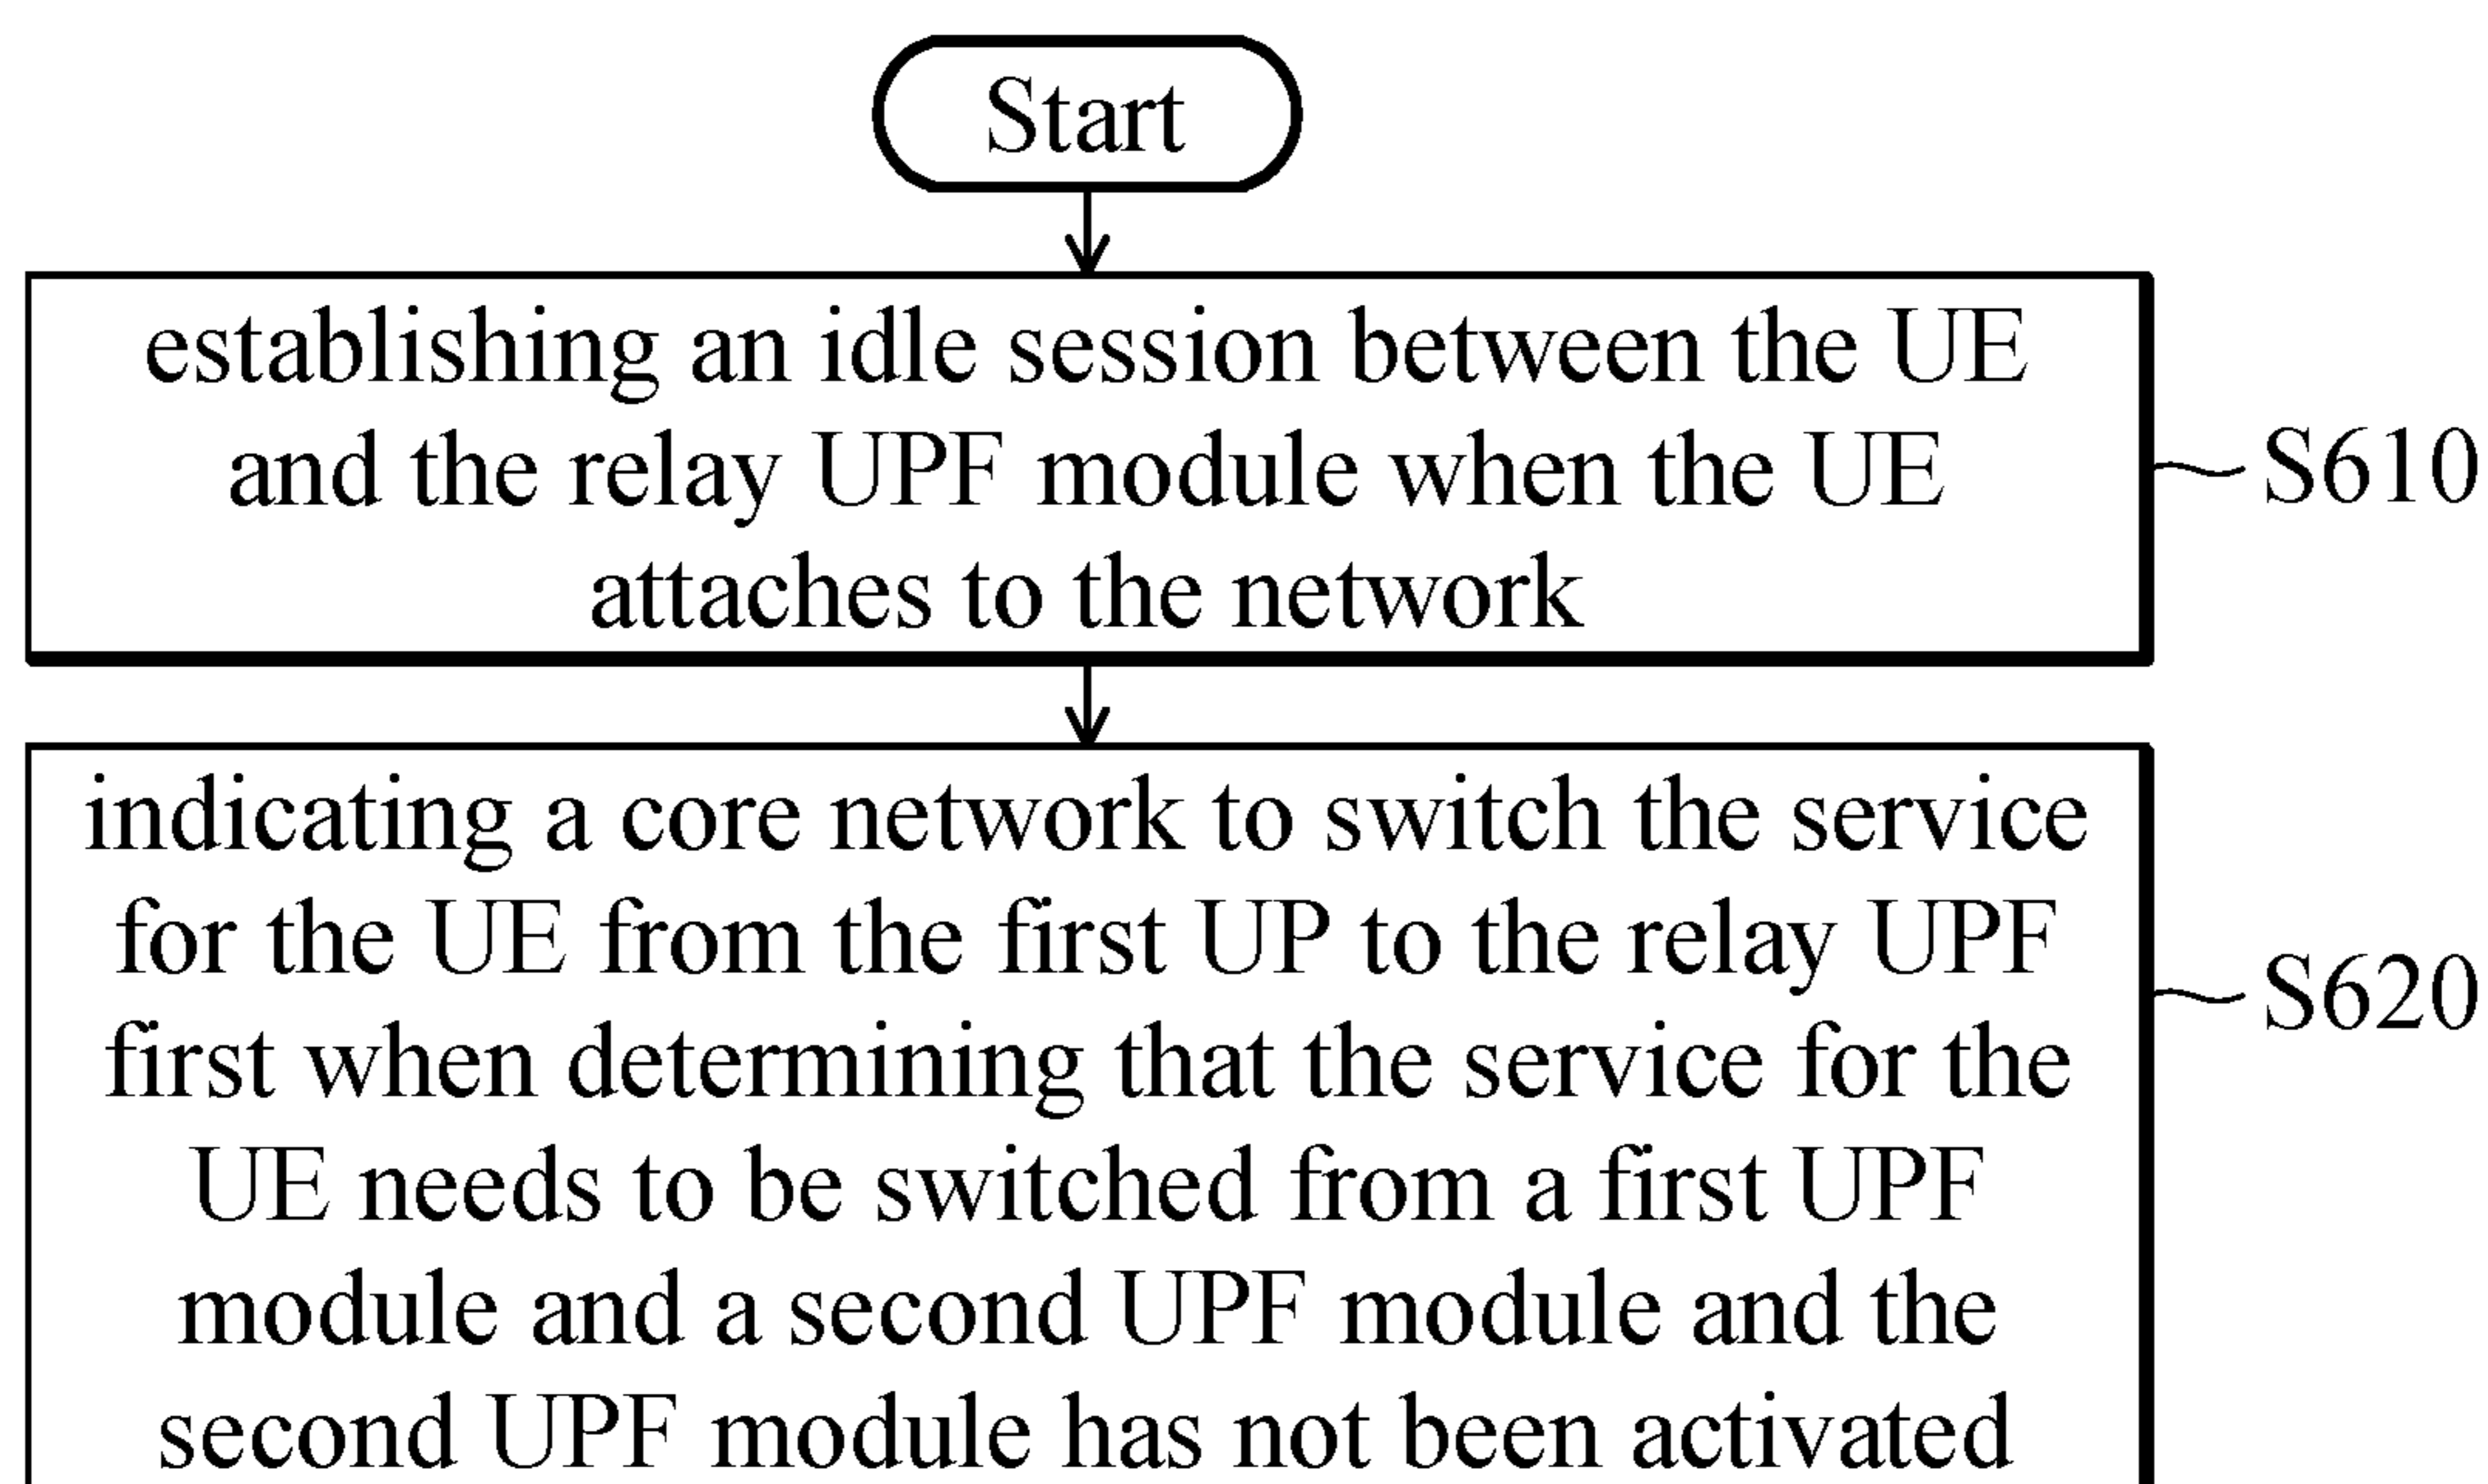 Start
establishing an idle session between the UE
and the relay UPF module when the UE
attaches to the network
S610
indicating a core network to switch the service
for the UE from the first UP to the relay UPF
first when determining that the service for the
UE needs to be switched from a first UPF
module and a second UPF module and the
second UPF module has not been activated
S620